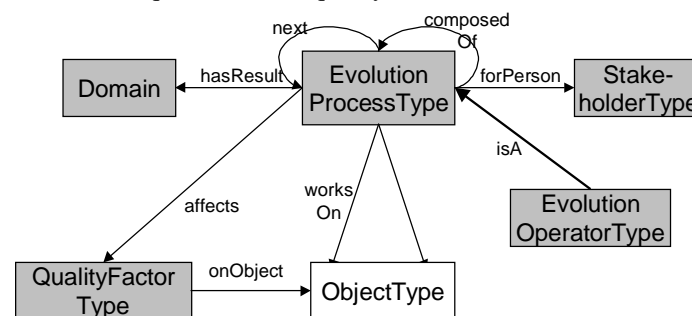 composed
next
Of
hasResult
Evolution
forPerson
Stake-
Domain
ProcessType
holderType
isA
works
On
affects
Evolution
OperatorType
QualityFactor
onObject
Type
ObjectType